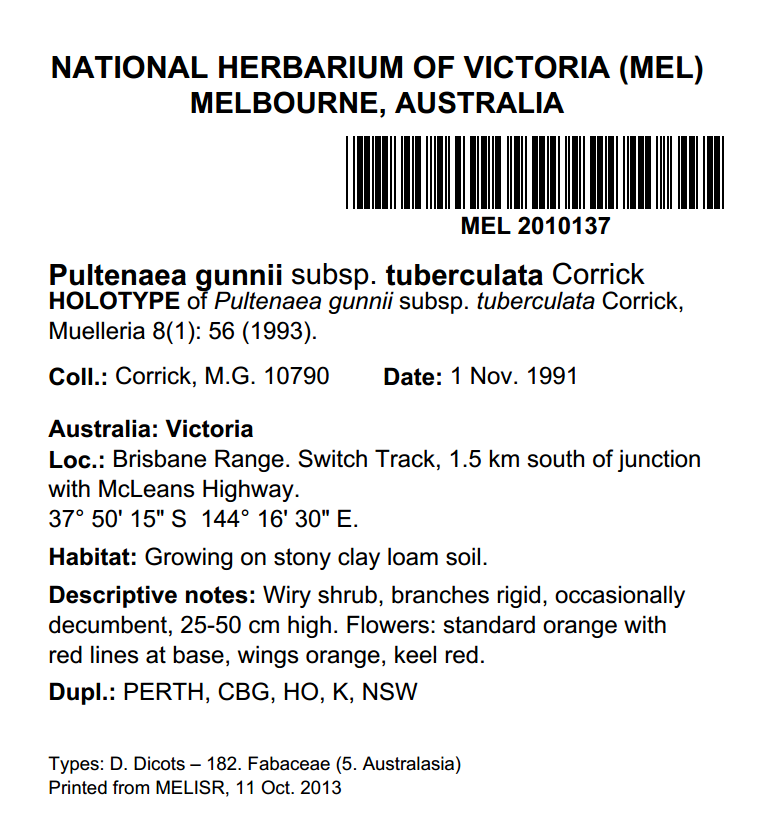 NATIONAL HERBARIUM OF VICTORIA (MEL)
MELBOURNE, AUSTRALIA
MEL 2010137
Pultenaea gunnii subsp. tuberculata Corrick
HOLOTYPE of Pultenaea gunnii subsp. tuberculata Corrick,
Muelleria 8(1): 56 (1993).
Coll.: Corrick, M.G. 10790 Date: 1 Nov. 1991
Australia: Victoria
Loc.: Brisbane Range. Switch Track, 1.5 km south of junction
with McLeans Highway.
37° 50' 15" S 144° 16' 30" E.
Habitat: Growing on stony clay loam soil.
Descriptive notes: Wiry shrub, branches rigid, occasionally
decumbent, 25-50 cm high. Flowers: standard orange with
red lines at base, wings orange, keel red.
Dupl.: PERTH, CBG, HO, K, NSW
Types: D. Dicots – 182. Fabaceae (5. Australasia)
Printed from MELISR, 11 Oct. 2013